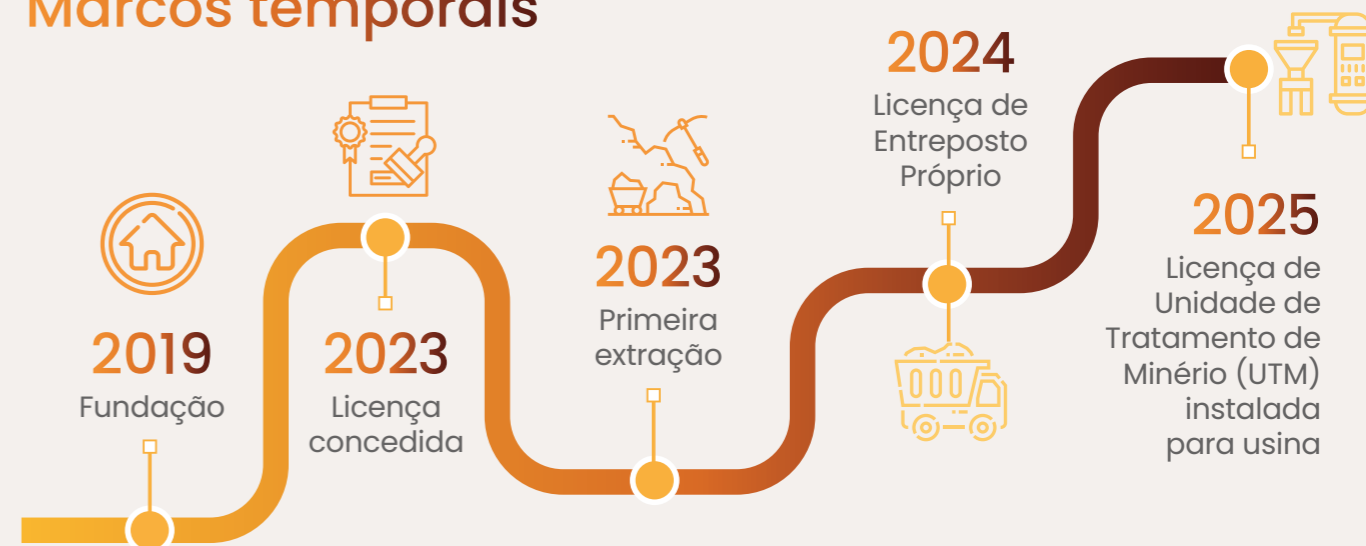 Marcos temporais
2019
Fundação
2023
Licença
concedida
2023
Primeira
extração
2024
Licença de
Entreposto
Próprio
2025
Licença de
Unidade de
Tratamento de
Minério (UTM)
instalada
para usina